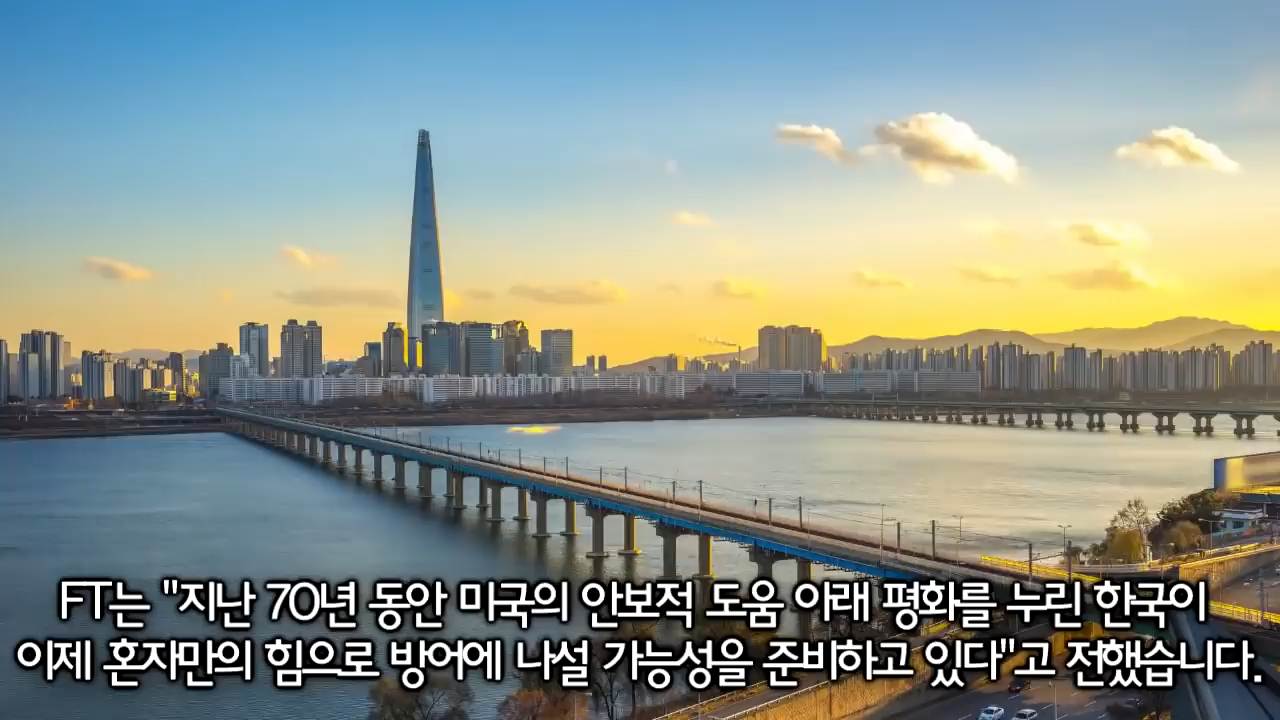 FT는 "지난 70년 동안 미국의 안보적 도움 아래 평화를 누린 한국이
이제 혼자만의 힘으로 방어에 나설 가능성을 준비하고 있다"고 전했습니다.